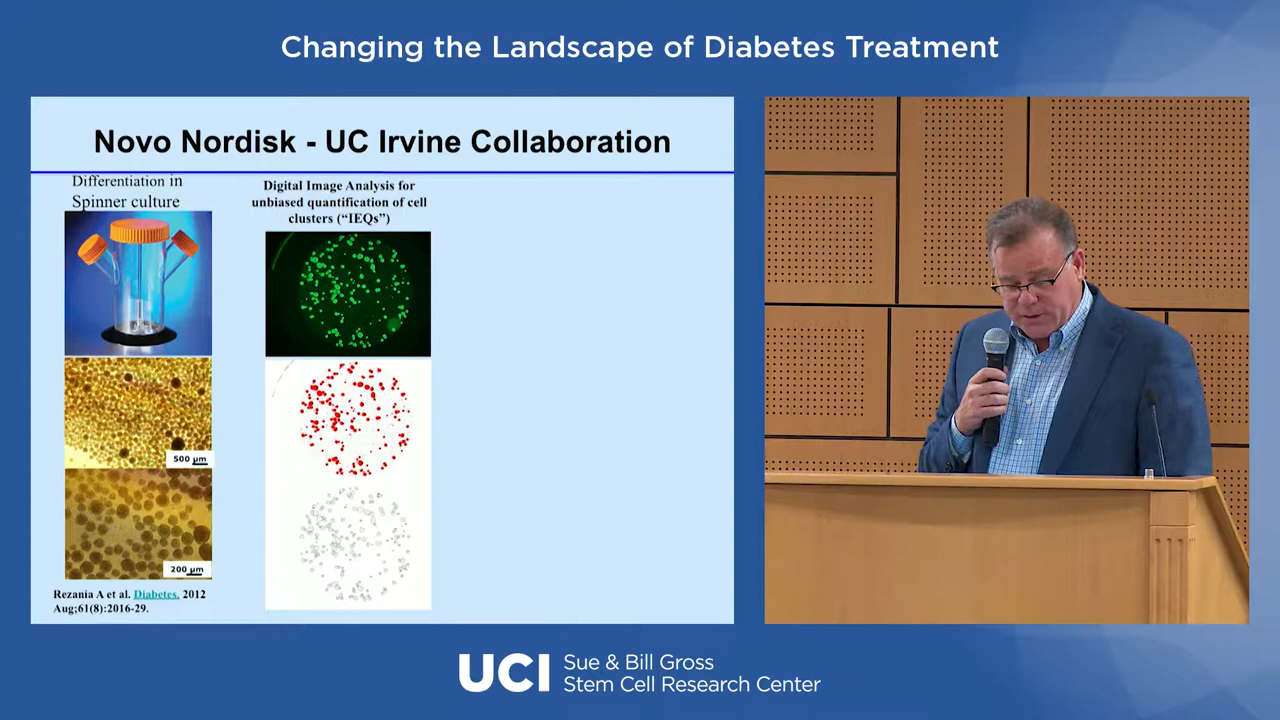 Changing the Landscape of Diabetes Treatment
Novo Nordisk - UC Irvine Collaboration
Differentiation in
Spinner culture
Digital Image Analysis for
unbiased quantification of cell
clusters (“IEQs”)
500 µm
200 µm
Rezania A et al. Diabetes. 2012
Aug;61(8):2016-29.
UCI
Sue & Bill Gross
Stem Cell Research Center